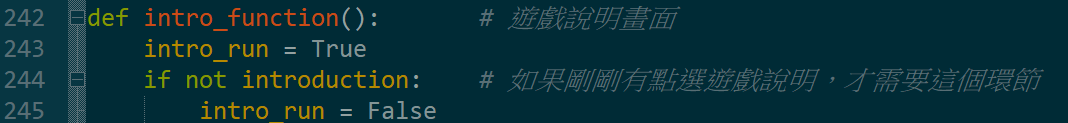 242 def intro_function():        # 遊戲說明畫面
243     intro_run = True
244     if not introduction:    # 如果剛剛有點選遊戲說明，才需要這個環節
245         intro_run = False